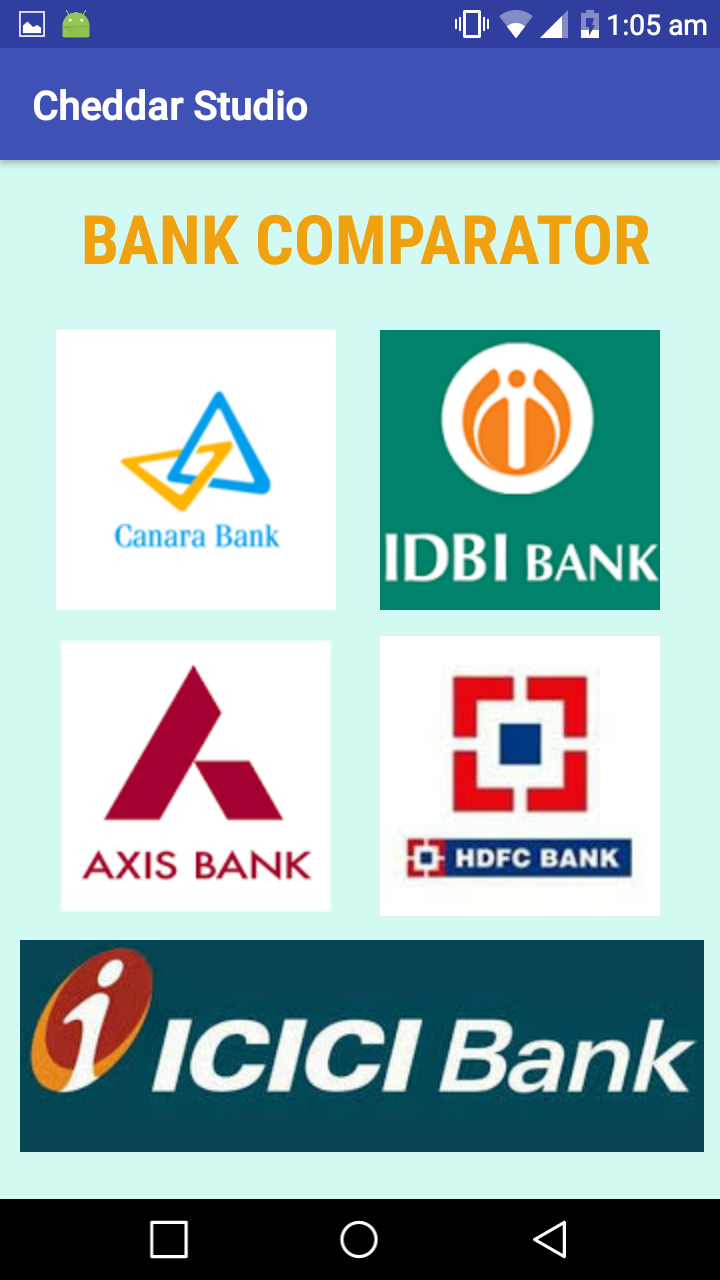 1:05 am
Cheddar Studio
BANK COMPARATOR
Canara Bank
IDBI BANK
AXIS BANK
HDFC BANK
i ICICI Bank